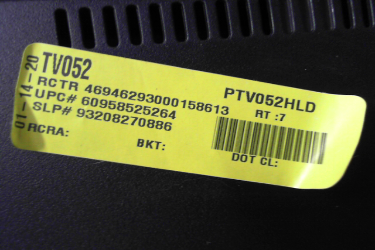 01-14-20
TV052
RCTR 46946293000158613
UPC# 60958525264
SLP# 93208270886
RCRA:
BKT:
PTV052HLD
RT :7
DOT CL: